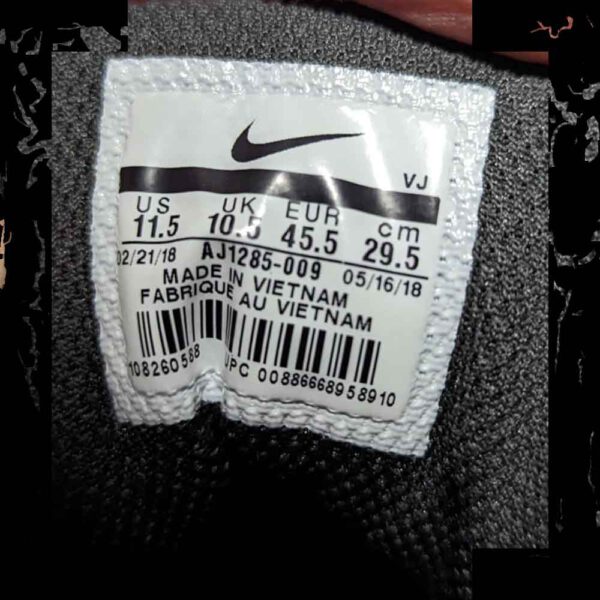 VJ
US UK EUR cm
11.5 10.5 45.5 29.5
02/21/18 AJ1285-009 05/16/18
MADE IN VIETNAM
FABRIQUE AU VIETNAM
108260588 UPC 00886668958910